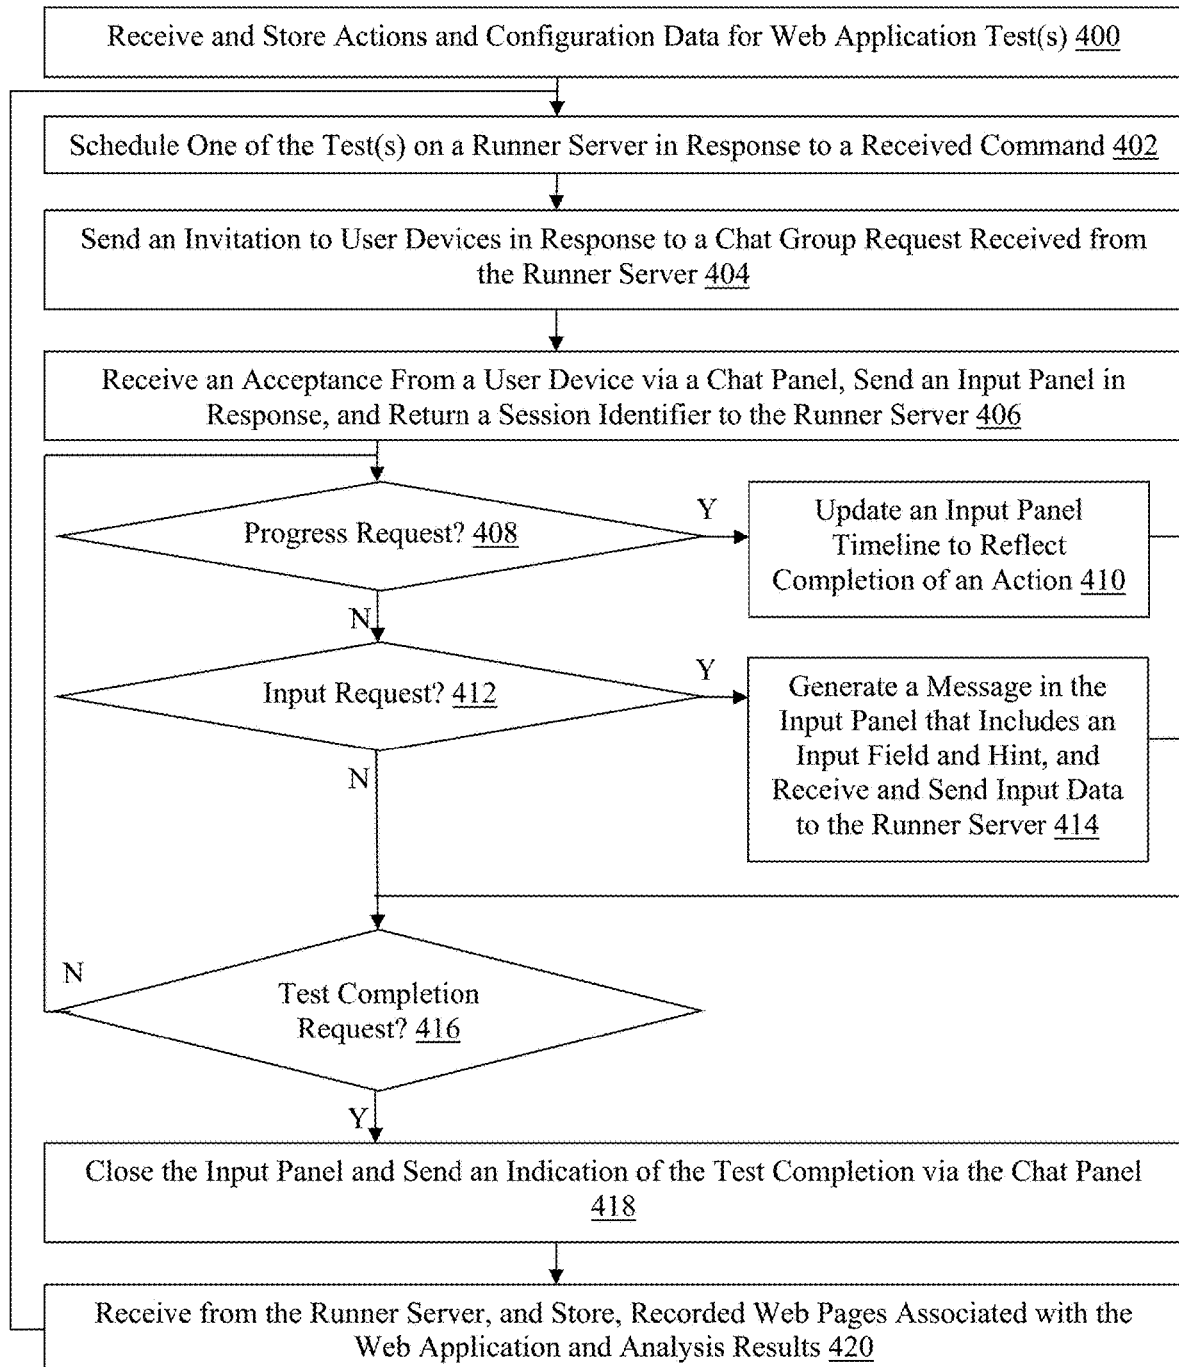 Receive and Store Actions and Configuration Data for Web Application Test(s) 400
Schedule One of the Test(s) on a Runner Server in Response to a Received Command 402
Send an Invitation to User Devices in Response to a Chat Group Request Received from
the Runner Server 404
Receive an Acceptance From a User Device via a Chat Panel, Send an Input Panel in
Response, and Return a Session Identifier to the Runner Server 406
Progress Request? 408
Y
Update an Input Panel
Timeline to Reflect
Completion of an Action 410
N
Input Request? 412
Y
Generate a Message in the
Input Panel that Includes an
Input Field and Hint, and
Receive and Send Input Data
to the Runner Server 414
N
N
Test Completion
Request? 416
Y
Close the Input Panel and Send an Indication of the Test Completion via the Chat Panel
418
Receive from the Runner Server, and Store, Recorded Web Pages Associated with the
Web Application and Analysis Results 420